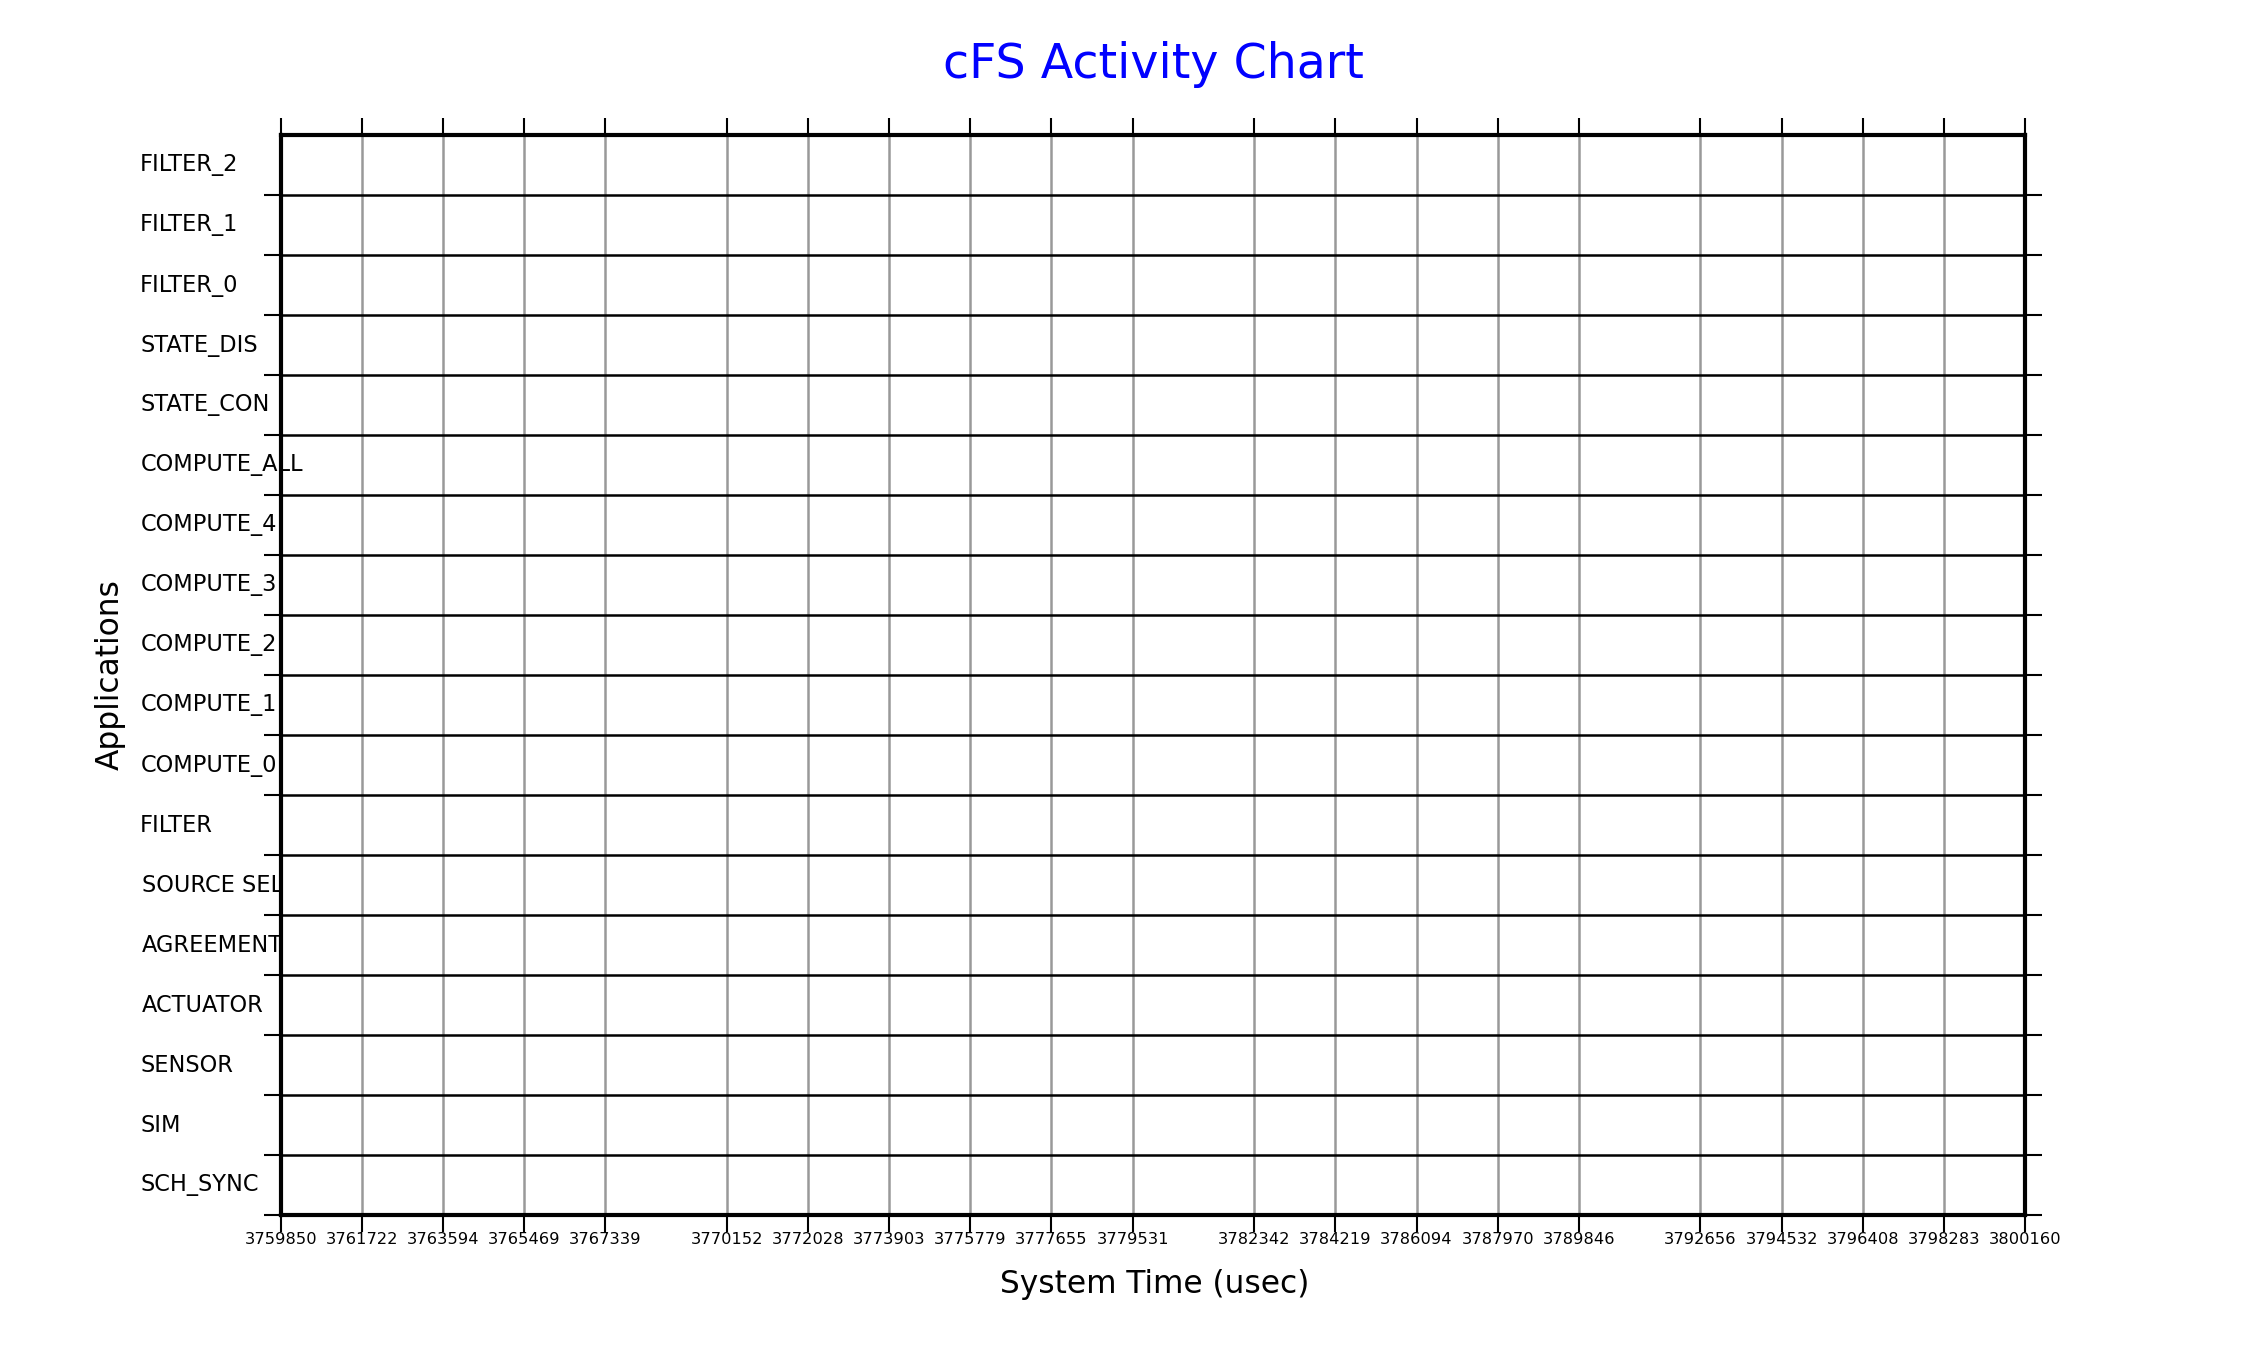 cFS Activity Chart
FILTER_2
FILTER_1
FILTER_0
STATE_DIS
STATE_CON
COMPUTE_ALL
COMPUTE_4
COMPUTE_3
COMPUTE_2
COMPUTE_1
COMPUTE_0
FILTER
SOURCE SEL
AGREEMENT
ACTUATOR
SENSOR
SIM
SCH_SYNC
Applications
3759850 3761722 3763594 3765469 3767339 3770152 3772028 3773903 3775779 3777655 3779531 3782342 3784219 3786094 3787970 3789846 3792656 3794532 3796408 3798283 3800160
System Time (usec)